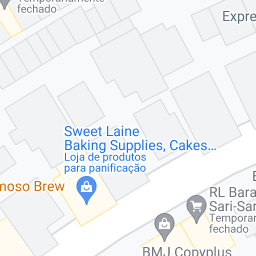 Temporariamente
fechado
Expre
Sweet Laine
Baking Supplies, Cakes...
Loja de produtos
para panificação
noso Brew
RL Bara
Sari-Sar
Temporar
fechado
BMJ Copyplus